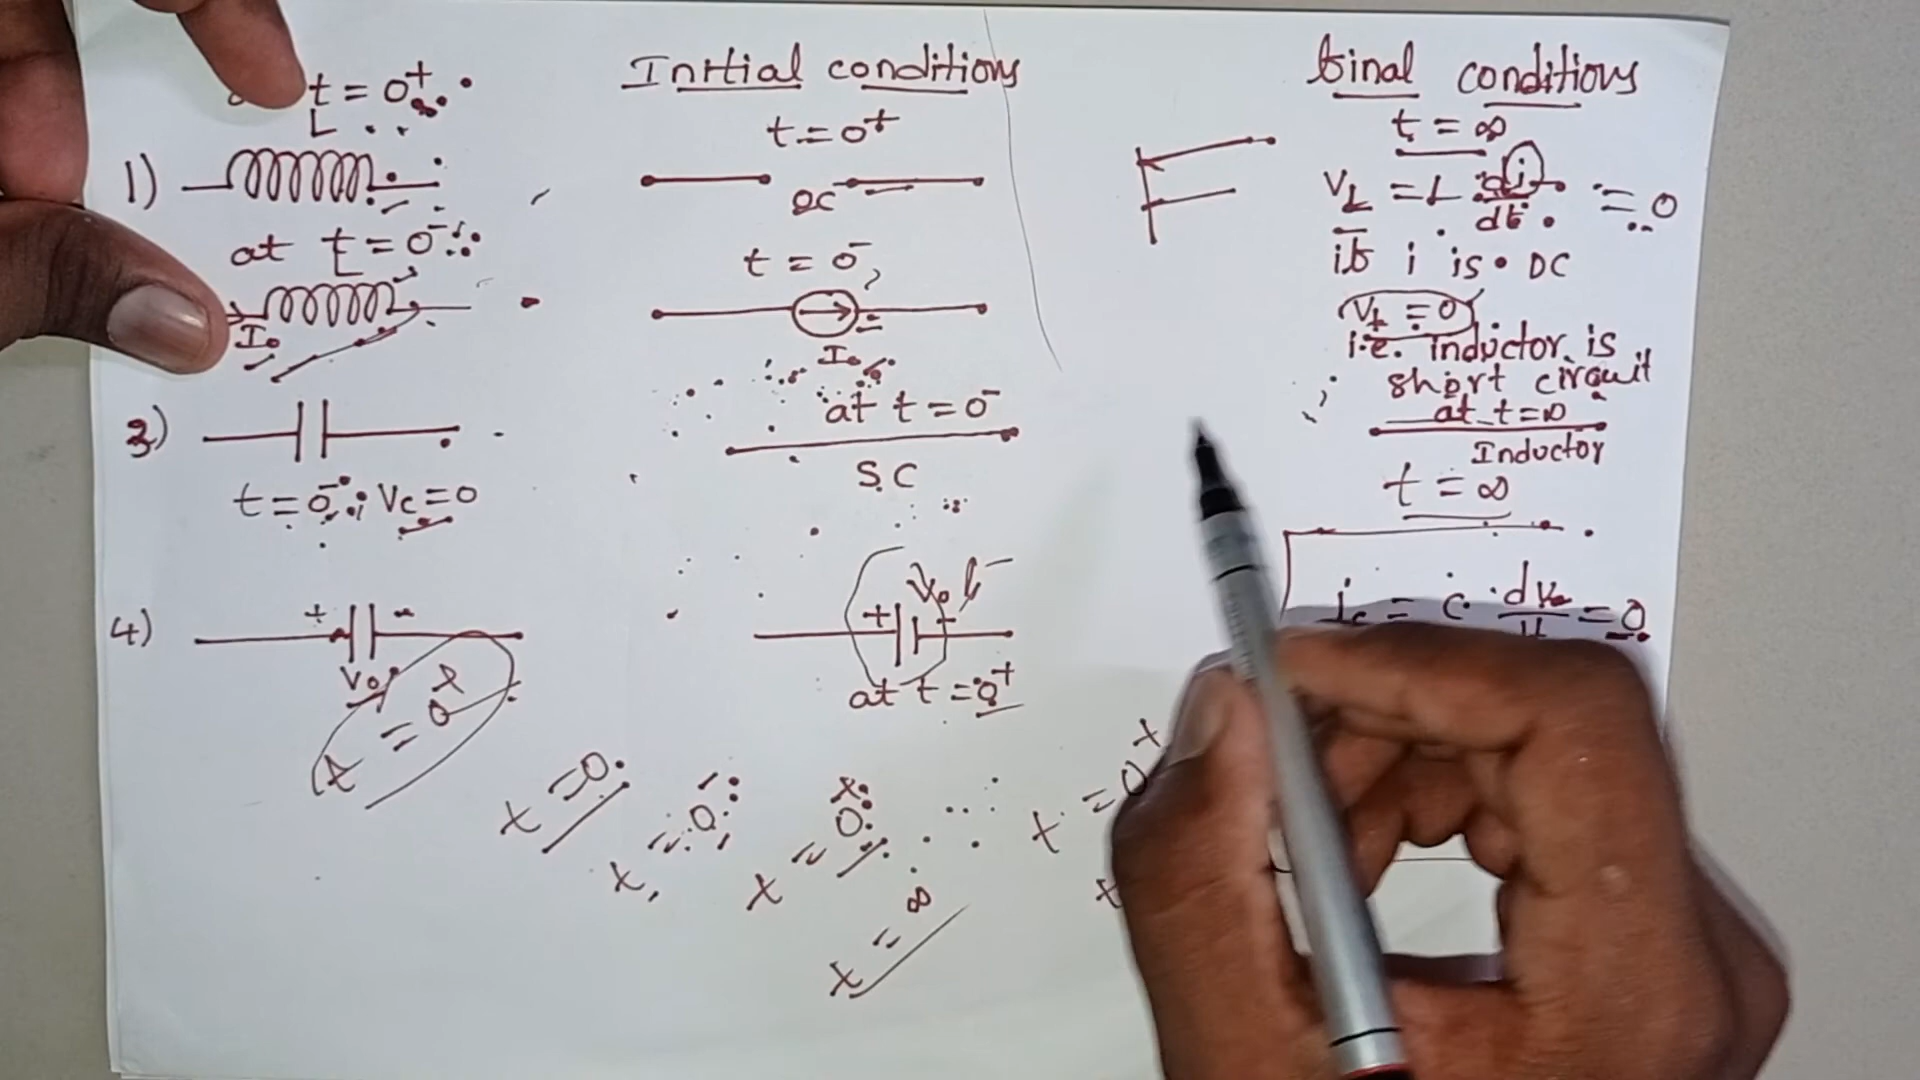 t = 0+
L
1)
at t = 0-
L
I0
3)
t = 0- ; Vc = 0
4)
+ -
V0
t = 0+
Initial conditions
t = 0+
OC
t = 0-
I0
at t = 0-
S.C
V0
+ -
at t = 0+
t = 0
t = 0-
t = 0+
t = ∞
t = 0+
t
F
Final conditions
t = ∞
VL = L di/dt = 0
if i is DC
VL = 0
i.e. inductor is
short circuit
at t = ∞
Inductor
t = ∞
ic = c. dVc = 0